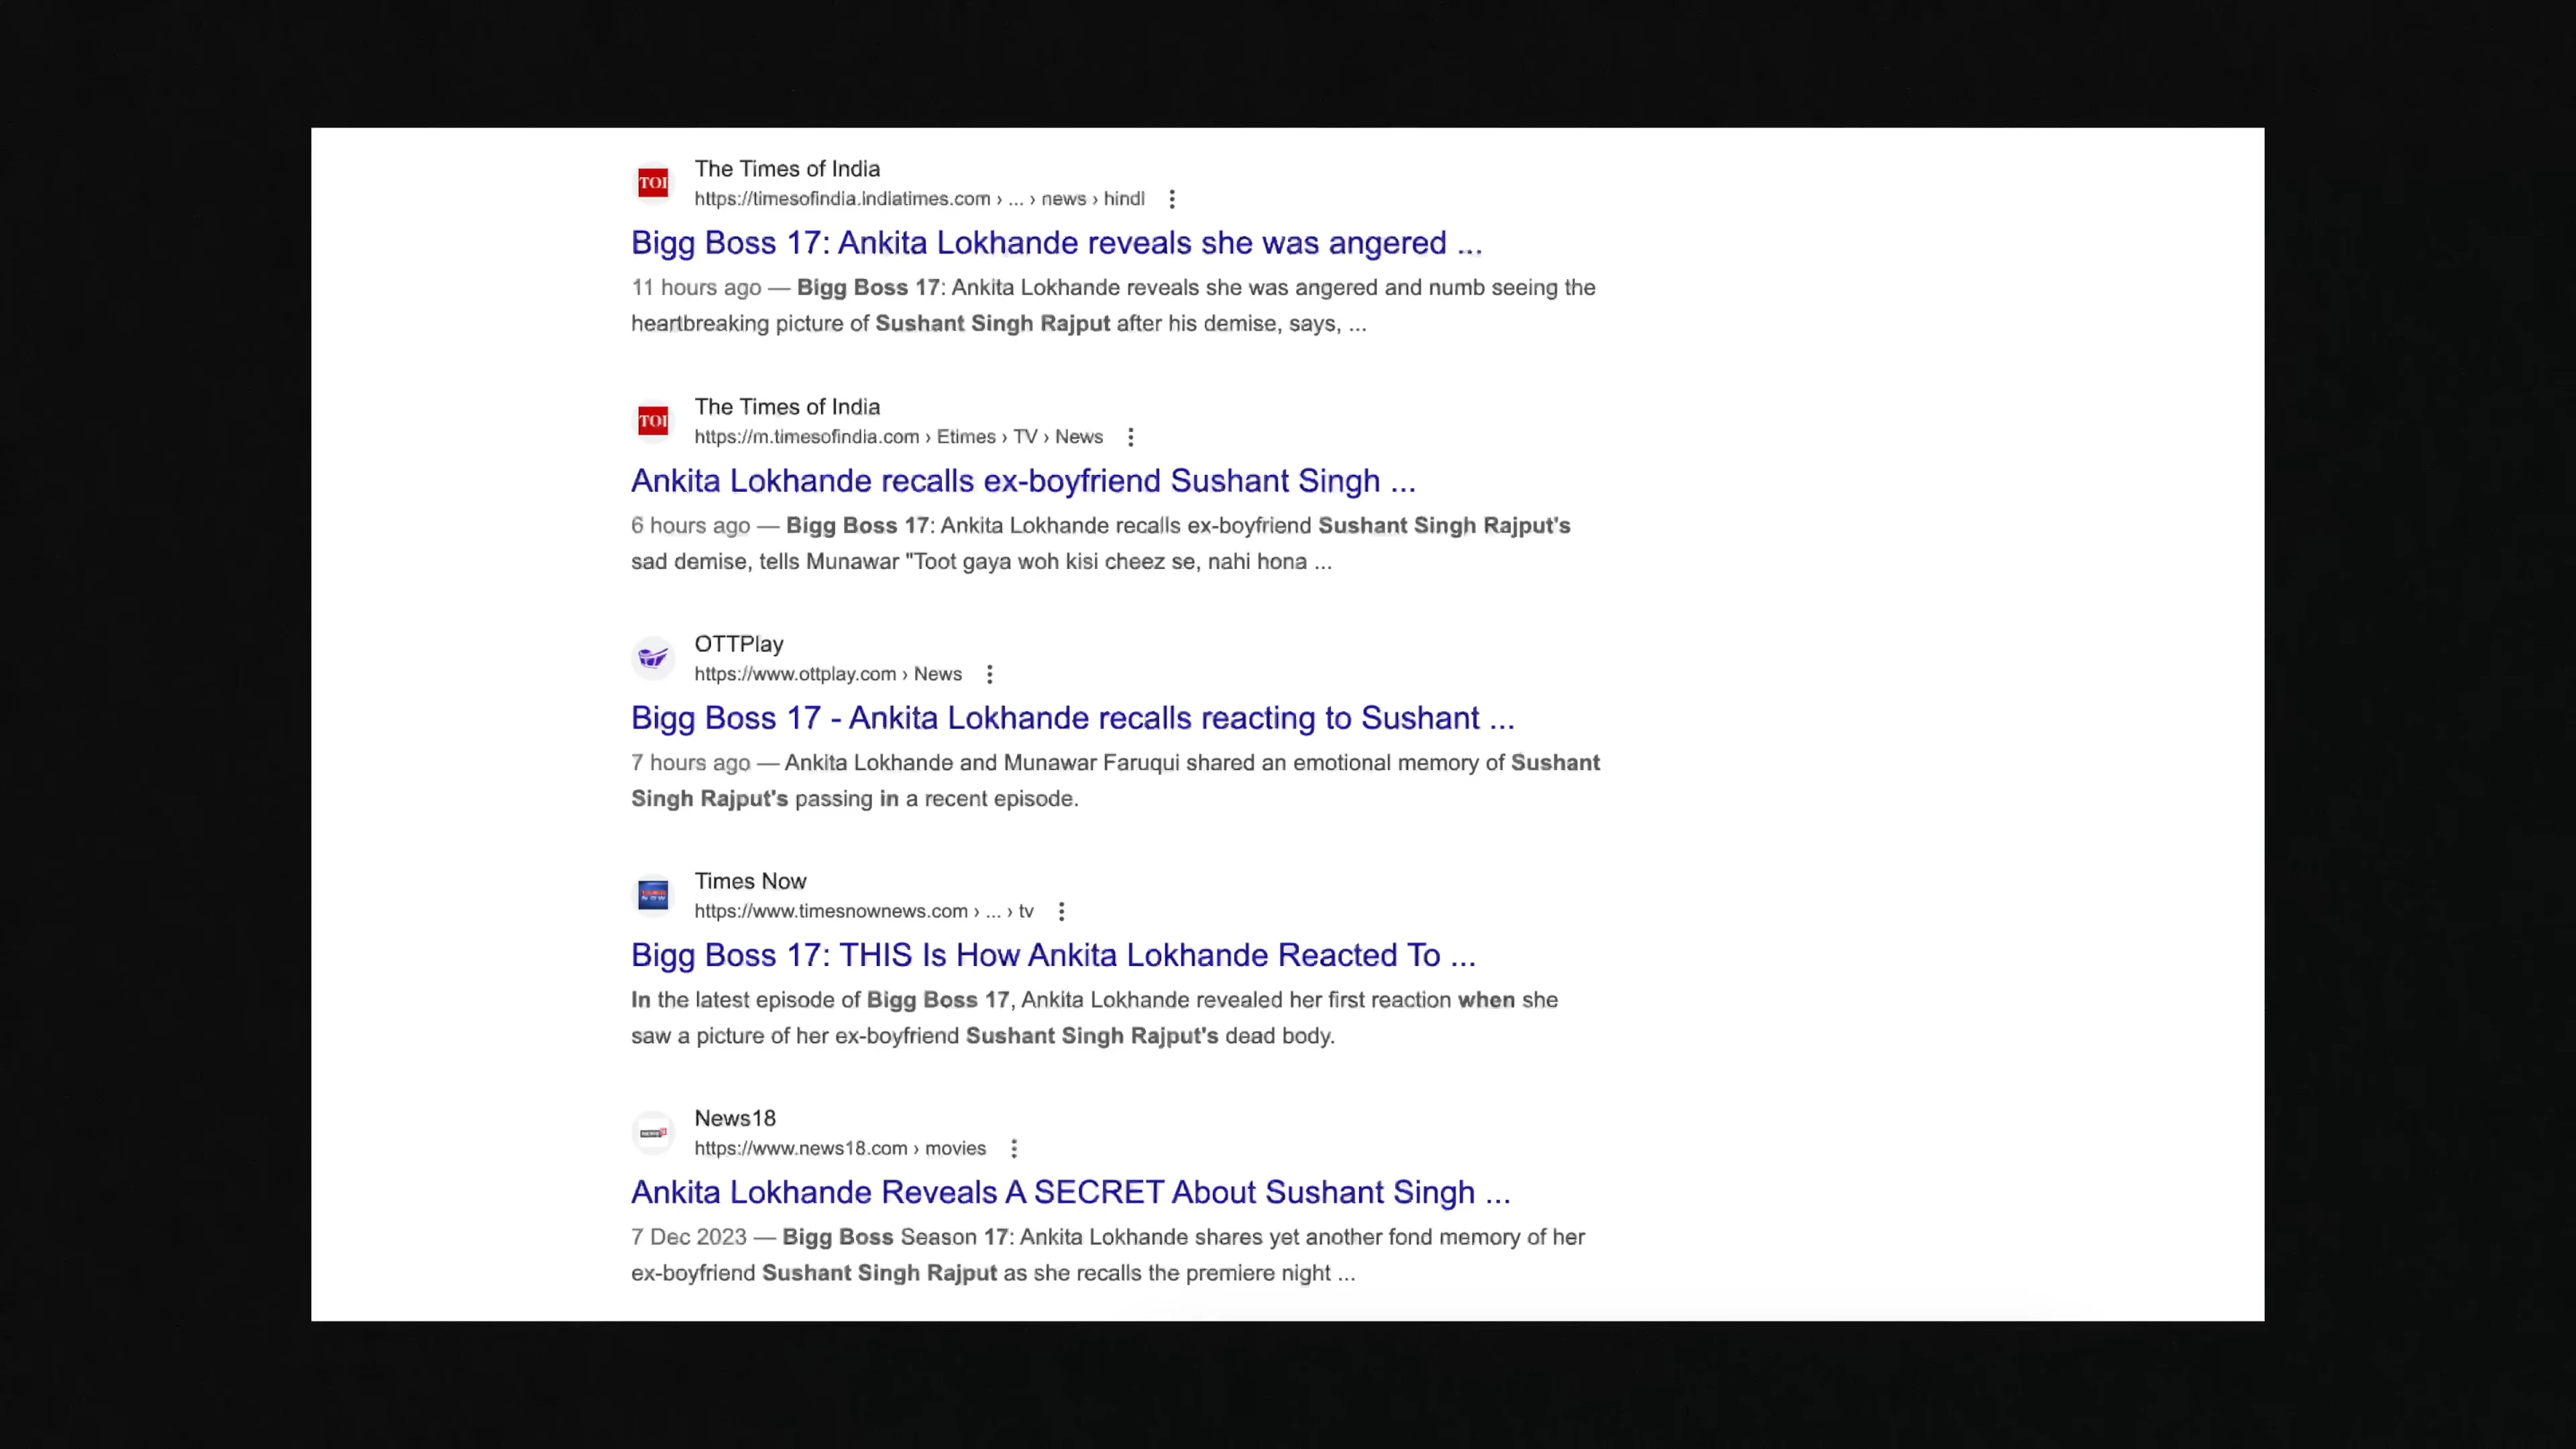 The Times of India
TOI
https://timesofindia.indiatimes.com › ... › news › hindi
Bigg Boss 17: Ankita Lokhande reveals she was angered ...
11 hours ago — Bigg Boss 17: Ankita Lokhande reveals she was angered and numb seeing the
heartbreaking picture of Sushant Singh Rajput after his demise, says, ...
The Times of India
TOI
https://m.timesofindia.com › Etimes › TV › News
Ankita Lokhande recalls ex-boyfriend Sushant Singh ...
6 hours ago — Bigg Boss 17: Ankita Lokhande recalls ex-boyfriend Sushant Singh Rajput's
sad demise, tells Munawar "Toot gaya woh kisi cheez se, nahi hona ...
OTTPlay
https://www.ottplay.com › News
Bigg Boss 17 - Ankita Lokhande recalls reacting to Sushant ...
7 hours ago — Ankita Lokhande and Munawar Faruqui shared an emotional memory of Sushant
Singh Rajput's passing in a recent episode.
Times Now
https://www.timesnownews.com › ... › tv
Bigg Boss 17: THIS Is How Ankita Lokhande Reacted To ...
In the latest episode of Bigg Boss 17, Ankita Lokhande revealed her first reaction when she
saw a picture of her ex-boyfriend Sushant Singh Rajput's dead body.
News18
https://www.news18.com › movies
Ankita Lokhande Reveals A SECRET About Sushant Singh ...
7 Dec 2023 — Bigg Boss Season 17: Ankita Lokhande shares yet another fond memory of her
ex-boyfriend Sushant Singh Rajput as she recalls the premiere night ...